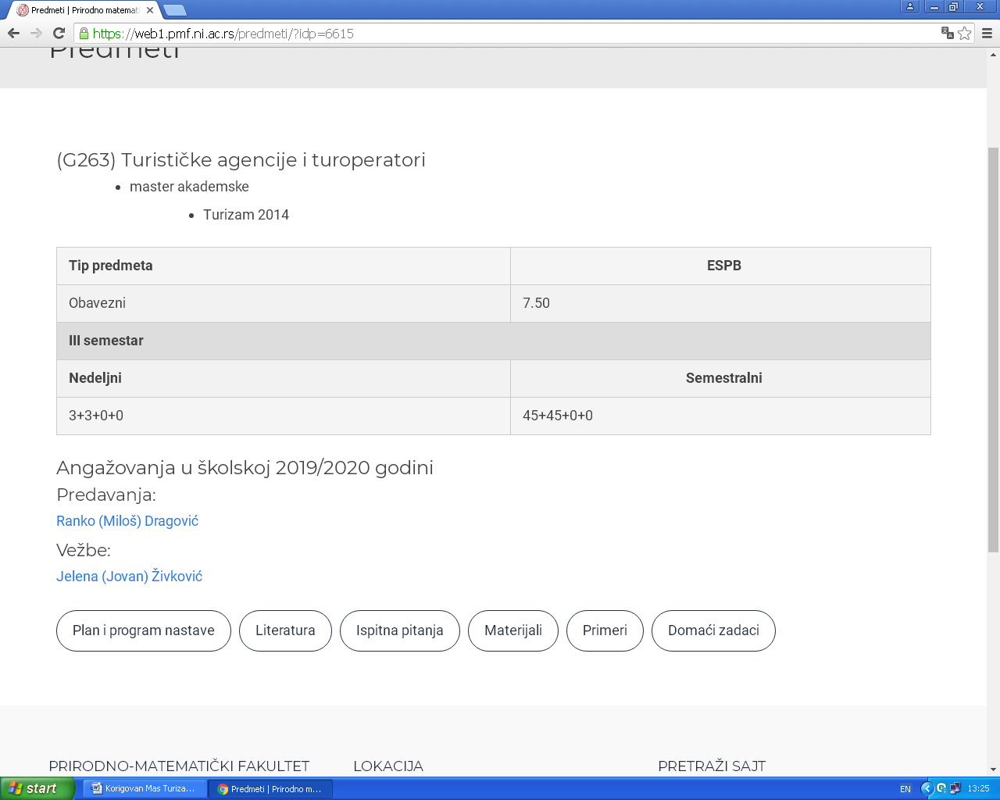 Predmeti | Prirodno matemati
https://web1.pmf.ni.ac.rs/predmeti/?idp=6615
Predmeti
(G263) Turističke agencije i turoperatori
master akademske
Turizam 2014
Tip predmeta ESPB
Obavezni 7.50
III semestar
Nedeljni Semestralni
3+3+0+0 45+45+0+0
Angažovanja u školskoj 2019/2020 godini
Predavanja:
Ranko (Miloš) Dragović
Vežbe:
Jelena (Jovan) Živković
Plan i program nastave Literatura Ispitna pitanja Materijali Primeri Domaći zadaci
PRIRODNO-MATEMATIČKI FAKULTET LOKACIJA PRETRAŽI SAJT
start Korigovan Mas Turiza... Predmeti | Prirodno m... EN 13:25